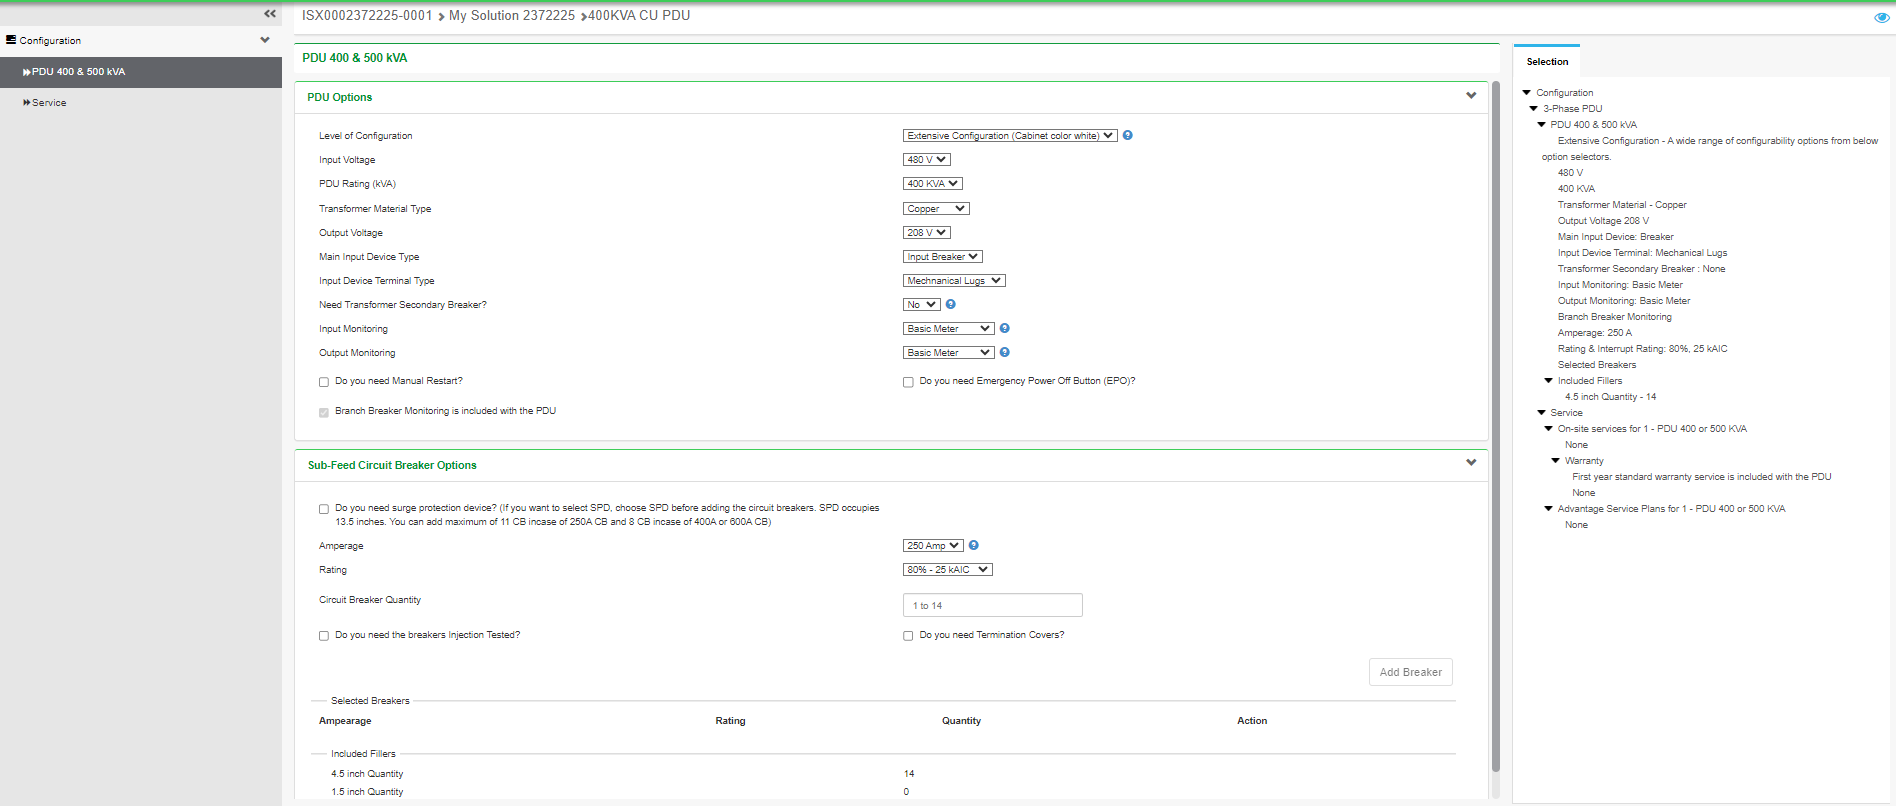 ISX0002372225-0001 > My Solution 2372225 >400KVA CU PDU
Configuration
PDU 400 & 500 kVA
Service
PDU 400 & 500 kVA
PDU Options
Level of Configuration
Extensive Configuration (Cabinet color white)
Input Voltage
480 V
PDU Rating (kVA)
400 KVA
Transformer Material Type
Copper
Output Voltage
208 V
Main Input Device Type
Input Breaker
Input Device Terminal Type
Mechnanical Lugs
Need Transformer Secondary Breaker?
No
Input Monitoring
Basic Meter
Output Monitoring
Basic Meter
Do you need Manual Restart?
Do you need Emergency Power Off Button (EPO)?
Branch Breaker Monitoring is included with the PDU
Sub-Feed Circuit Breaker Options
Do you need surge protection device? (If you want to select SPD, choose SPD before adding the circuit breakers. SPD occupies
13.5 inches. You can add maximum of 11 CB incase of 250A CB and 8 CB incase of 400A or 600A CB)
Amperage
250 Amp
Rating
80% - 25 kAIC
Circuit Breaker Quantity
1 to 14
Do you need the breakers Injection Tested?
Do you need Termination Covers?
Add Breaker
Selected Breakers
Ampearage Rating Quantity Action
Included Fillers
4.5 inch Quantity 14
1.5 inch Quantity 0
Selection
Configuration
3-Phase PDU
PDU 400 & 500 kVA
Extensive Configuration - A wide range of configurability options from below
option selectors.
480 V
400 KVA
Transformer Material - Copper
Output Voltage 208 V
Main Input Device: Breaker
Input Device Terminal: Mechanical Lugs
Transformer Secondary Breaker : None
Input Monitoring: Basic Meter
Output Monitoring: Basic Meter
Branch Breaker Monitoring
Amperage: 250 A
Rating & Interrupt Rating: 80%, 25 kAIC
Selected Breakers
Included Fillers
4.5 inch Quantity - 14
Service
On-site services for 1 - PDU 400 or 500 KVA
None
Warranty
First year standard warranty service is included with the PDU
None
Advantage Service Plans for 1 - PDU 400 or 500 KVA
None